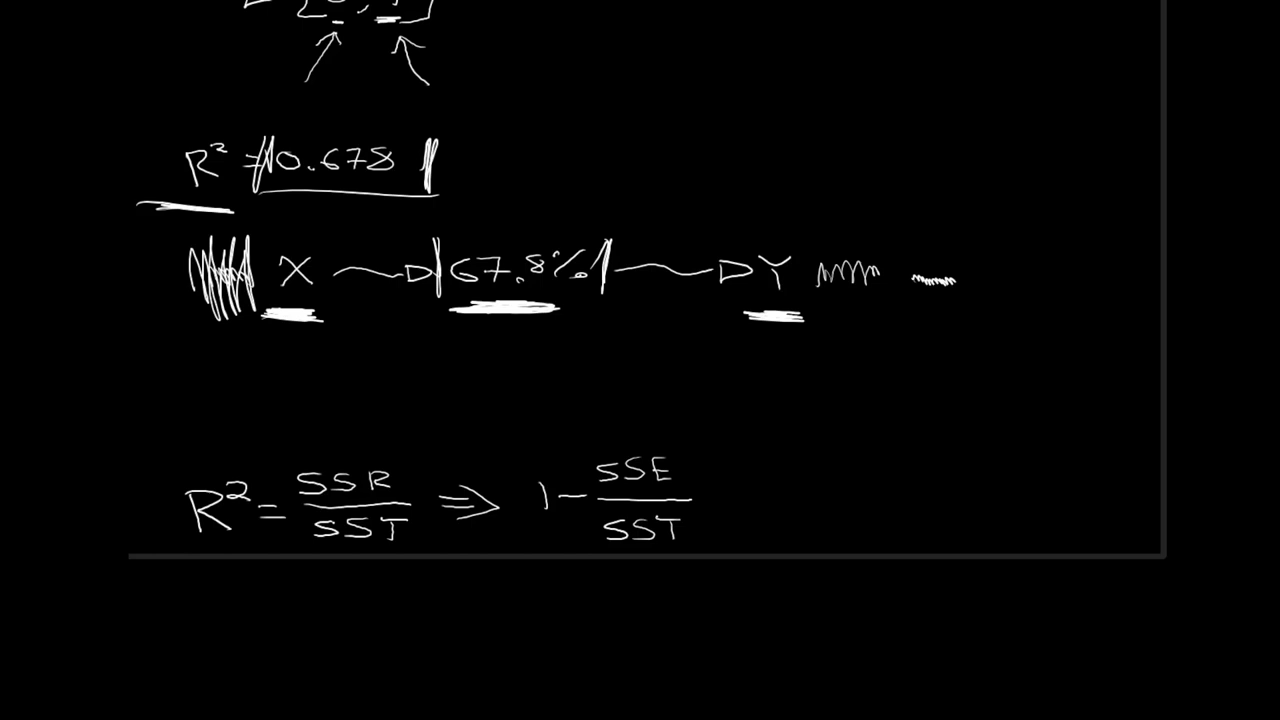 R² = 0.678
X → 67.8% → Y
R² = SSR/SST ⇒ 1 - SSE/SST